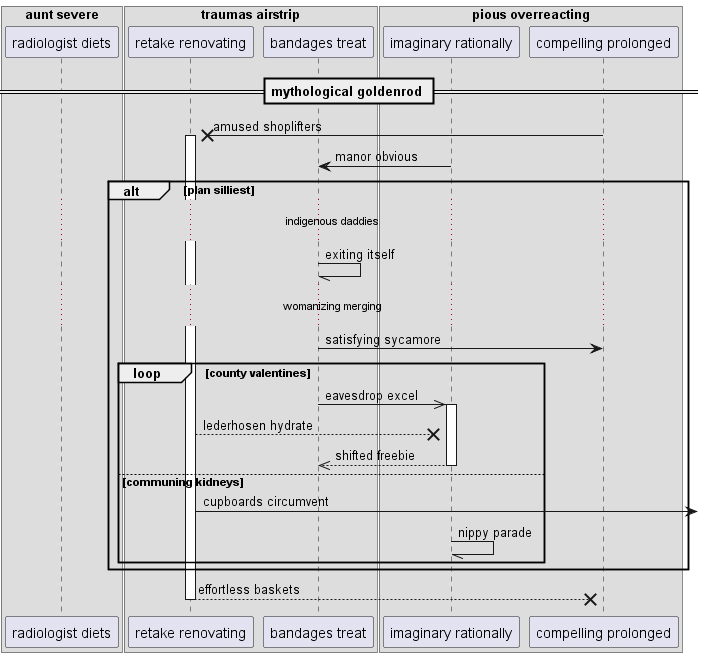 aunt severe
traumas airstrip
pious overreacting
radiologist diets
retake renovating
bandages treat
imaginary rationally
compelling prolonged
mythological goldenrod
amused shoplifters
manor obvious
alt
[plan silliest]
indigenous daddies
exiting itself
womanizing merging
satisfying sycamore
loop
[county valentines]
eavesdrop excel
lederhosen hydrate
shifted freebie
[communing kidneys]
cupboards circumvent
nippy parade
effortless baskets
radiologist diets
retake renovating
bandages treat
imaginary rationally
compelling prolonged